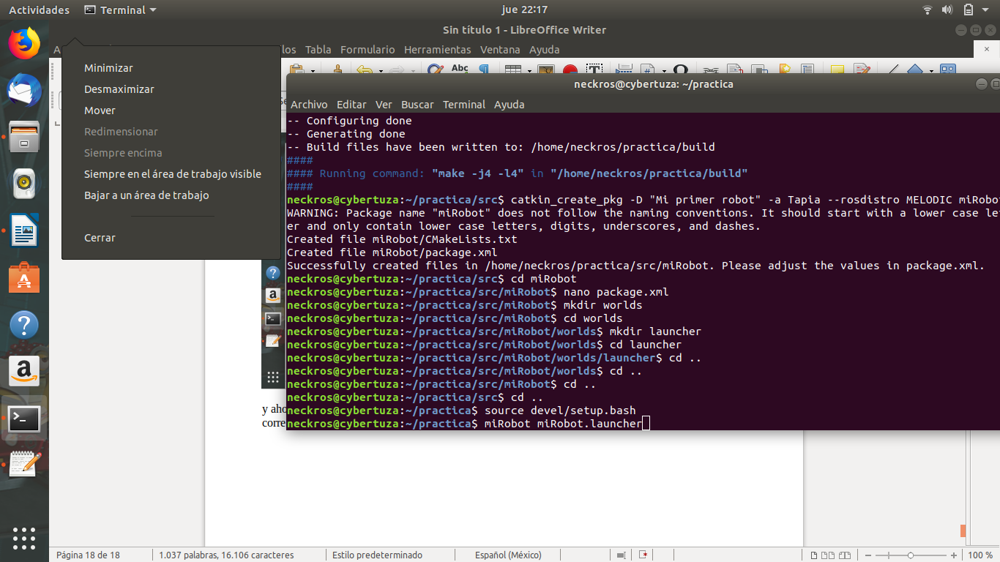 Actividades Terminal jue 22:17
Sin título 1 - LibreOffice Writer
A los Tabla Formulario Herramientas Ventana Ayuda
Minimizar
Desmaximizar
Mover
Redimensionar
Siempre encima
Siempre en el área de trabajo visible
Bajar a un área de trabajo
Cerrar
Abc
neckros@cybertuza: ~/practica
Archivo Editar Ver Buscar Terminal Ayuda
-- Configuring done
-- Generating done
-- Build files have been written to: /home/neckros/practica/build
####
#### Running command: "make -j4 -l4" in "/home/neckros/practica/build"
####
neckros@cybertuza:~/practica/src$ catkin_create_pkg -D "Mi primer robot" -a Tapia --rosdistro MELODIC miRobot
WARNING: Package name "miRobot" does not follow the naming conventions. It should start with a lower case let
er and only contain lower case letters, digits, underscores, and dashes.
Created file miRobot/CMakeLists.txt
Created file miRobot/package.xml
Successfully created files in /home/neckros/practica/src/miRobot. Please adjust the values in package.xml.
neckros@cybertuza:~/practica/src$ cd miRobot
neckros@cybertuza:~/practica/src/miRobot$ nano package.xml
neckros@cybertuza:~/practica/src/miRobot$ mkdir worlds
neckros@cybertuza:~/practica/src/miRobot$ cd worlds
neckros@cybertuza:~/practica/src/miRobot/worlds$ mkdir launcher
neckros@cybertuza:~/practica/src/miRobot/worlds$ cd launcher
neckros@cybertuza:~/practica/src/miRobot/worlds/launcher$ cd ..
neckros@cybertuza:~/practica/src/miRobot/worlds$ cd ..
neckros@cybertuza:~/practica/src/miRobot$ cd ..
neckros@cybertuza:~/practica/src$ cd ..
neckros@cybertuza:~/practica$ source devel/setup.bash
neckros@cybertuza:~/practica$ miRobot miRobot.launcher
y aho
corre
Página 18 de 18 1.037 palabras, 16.106 caracteres Estilo predeterminado Español (México) 100 %